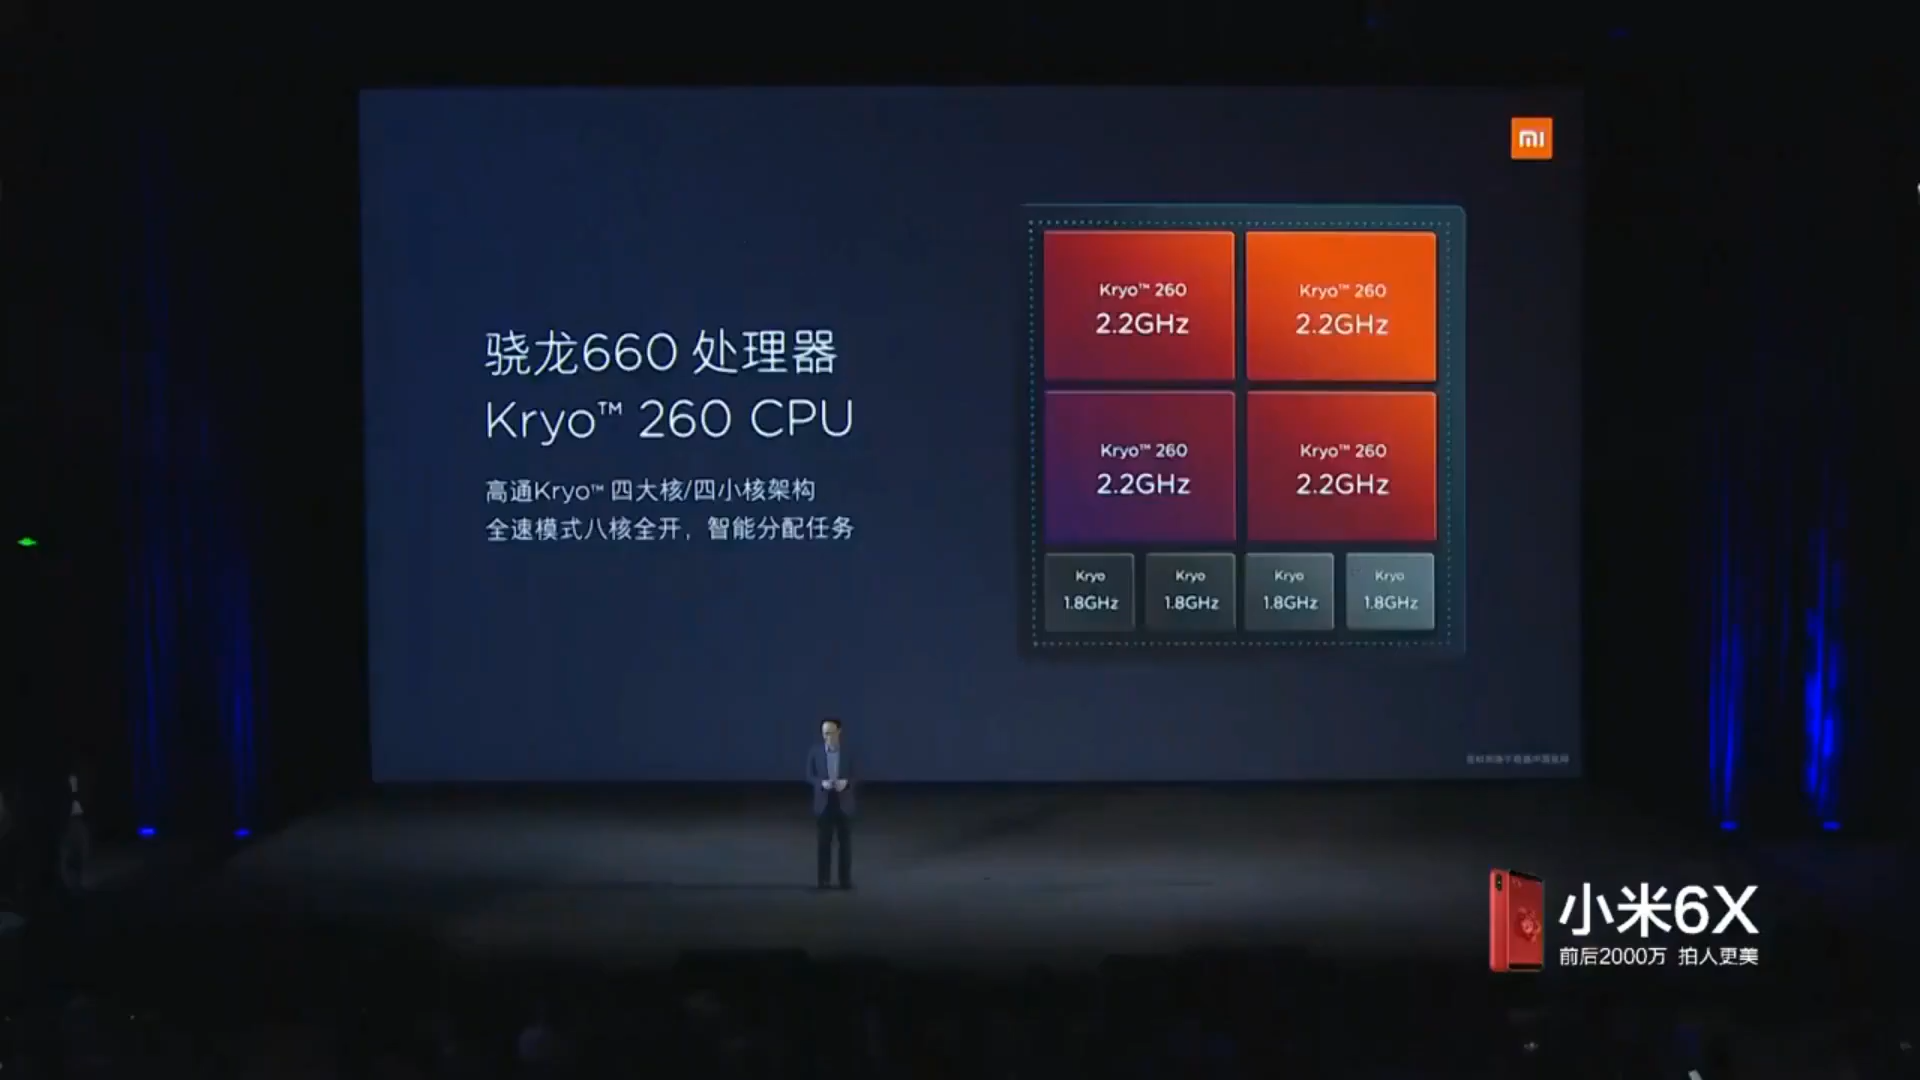 mi
骁龙660 处理器
Kryo™ 260 CPU
高通Kryo™ 四大核/四小核架构
全速模式八核全开，智能分配任务
Kryo™ 260
2.2GHz
Kryo™ 260
2.2GHz
Kryo™ 260
2.2GHz
Kryo™ 260
2.2GHz
Kryo
1.8GHz
Kryo
1.8GHz
Kryo
1.8GHz
Kryo
1.8GHz
小米6X
前后2000万 拍人更美